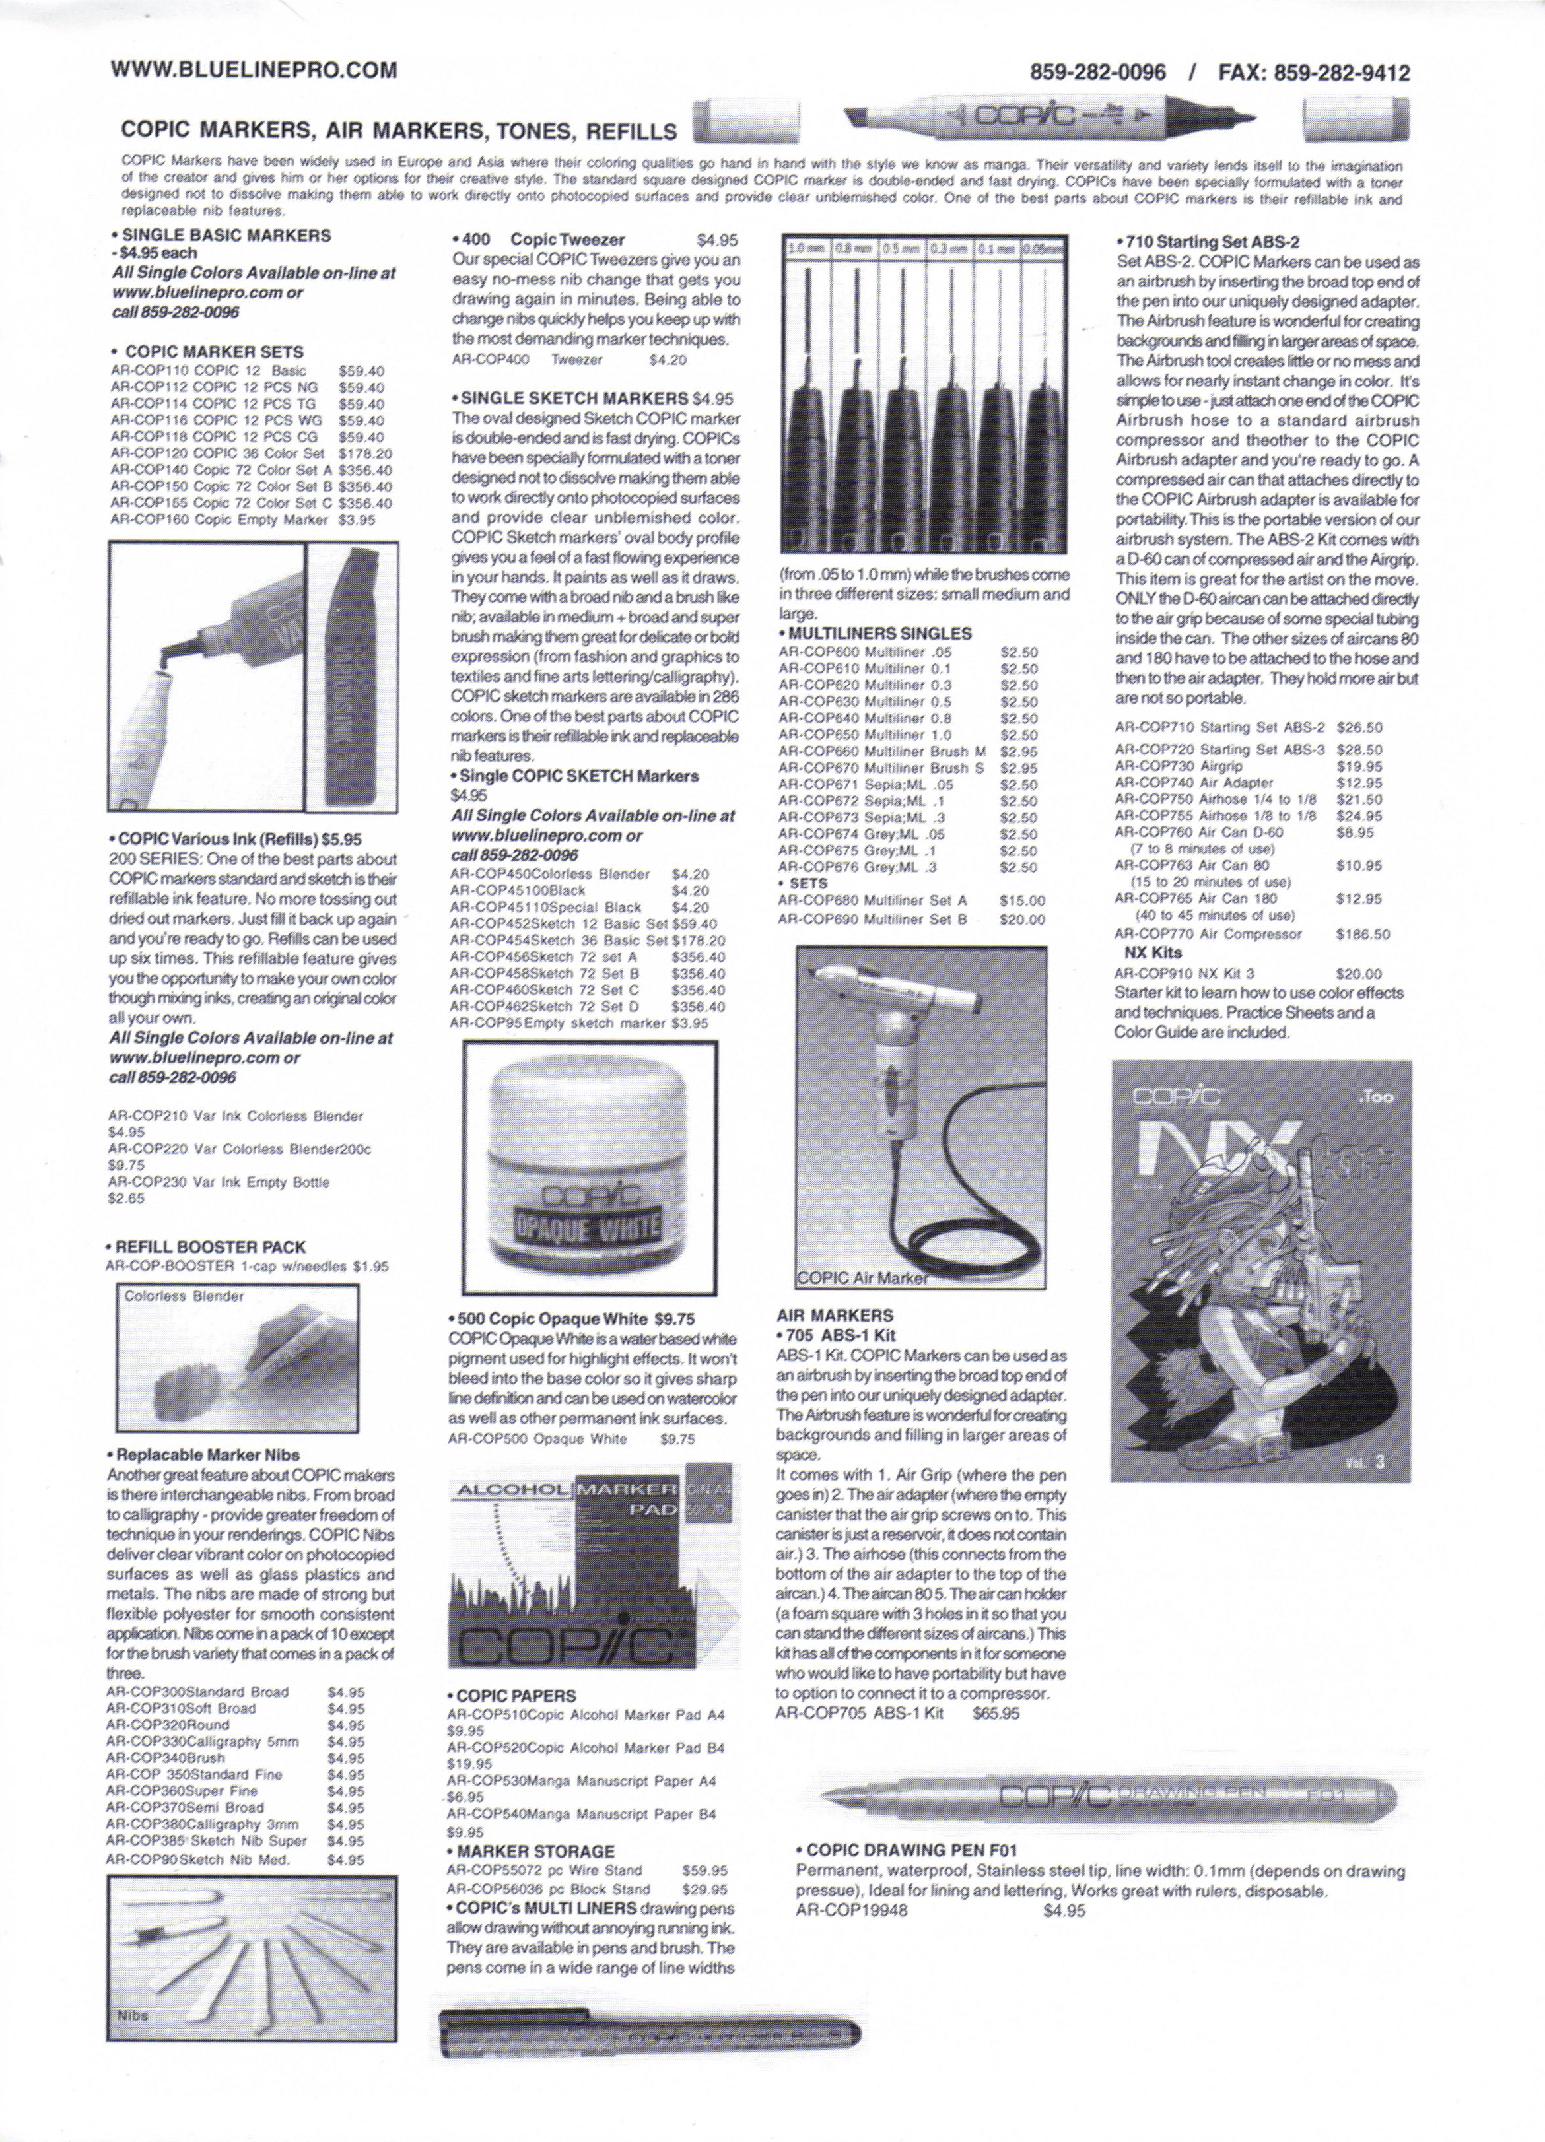 WWW.BLUELINEPRO.COM
859-282-0096 / FAX: 859-282-9412
COPIC MARKERS, AIR MARKERS, TONES, REFILLS
COPIC
COPIC Markers have been widely used in Europe and Asia where their coloring qualities go hand in hand with the style we know as manga. Their versatility and variety lends itself to the imagination
of the creator and gives him or her options for their creative style. The standard square designed COPIC marker is double-ended and fast drying. COPICs have been specially formulated with a toner
designed not to dissolve making them able to work directly onto photocopied surfaces and provide clear unblemished color. One of the best parts about COPIC markers is their refillable ink and
replaceable nib features.
• SINGLE BASIC MARKERS
- $4.95 each
All Single Colors Available on-line at
www.bluelinepro.com or
call 859-282-0096
• COPIC MARKER SETS
AR-COP110 COPIC 12 Basic $59.40
AR-COP112 COPIC 12 PCS NG $59.40
AR-COP114 COPIC 12 PCS TG $59.40
AR-COP116 COPIC 12 PCS WG $59.40
AR-COP118 COPIC 12 PCS CG $59.40
AR-COP120 COPIC 36 Color Set $178.20
AR-COP140 Copic 72 Color Set A $356.40
AR-COP150 Copic 72 Color Set B $356.40
AR-COP155 Copic 72 Color Set C $356.40
AR-COP160 Copic Empty Marker $3.95
• COPIC Various Ink (Refills) $5.95
200 SERIES: One of the best parts about
COPIC markers standard and sketch is their
refillable ink feature. No more tossing out
dried out markers. Just fill it back up again
and you're ready to go. Refills can be used
up six times. This refillable feature gives
you the opportunity to make your own color
though mixing inks, creating an original color
all your own.
All Single Colors Available on-line at
www.bluelinepro.com or
call 859-282-0096
AR-COP210 Var Ink Colorless Blender
$4.95
AR-COP220 Var Colorless Blender200c
$9.75
AR-COP230 Var Ink Empty Bottle
$2.65
• REFILL BOOSTER PACK
AR-COP-BOOSTER 1-cap w/needles $1.95
Colorless Blender
• Replacable Marker Nibs
Another great feature about COPIC makers
is there interchangeable nibs. From broad
to calligraphy - provide greater freedom of
technique in your renderings. COPIC Nibs
deliver clear vibrant color on photocopied
surfaces as well as glass plastics and
metals. The nibs are made of strong but
flexible polyester for smooth consistent
application. Nibs come in a pack of 10 except
for the brush variety that comes in a pack of
three.
AR-COP300Standard Broad $4.95
AR-COP310Soft Broad $4.95
AR-COP320Round $4.95
AR-COP330Calligraphy 5mm $4.95
AR-COP340Brush $4.95
AR-COP 350Standard Fine $4.95
AR-COP360Super Fine $4.95
AR-COP370Semi Broad $4.95
AR-COP380Calligraphy 3mm $4.95
AR-COP385 Sketch Nib Super $4.95
AR-COP90Sketch Nib Med. $4.95
Nibs
• 400 Copic Tweezer $4.95
Our special COPIC Tweezers give you an
easy no-mess nib change that gets you
drawing again in minutes. Being able to
change nibs quickly helps you keep up with
the most demanding marker techniques.
AR-COP400 Tweezer $4.20
• SINGLE SKETCH MARKERS $4.95
The oval designed Sketch COPIC marker
is double-ended and is fast drying. COPICs
have been specially formulated with a toner
designed not to dissolve making them able
to work directly onto photocopied surfaces
and provide clear unblemished color.
COPIC Sketch markers' oval body profile
gives you a feel of a fast flowing experience
in your hands. It paints as well as it draws.
They come with a broad nib and a brush like
nib; available in medium + broad and super
brush making them great for delicate or bold
expression (from fashion and graphics to
textiles and fine arts lettering/calligraphy).
COPIC sketch markers are available in 286
colors. One of the best parts about COPIC
markers is their refillable ink and replaceable
nib features.
• Single COPIC SKETCH Markers
$4.95
All Single Colors Available on-line at
www.bluelinepro.com or
call 859-282-0096
AR-COP450Colorless Blender $4.20
AR-COP45100Black $4.20
AR-COP45110Special Black $4.20
AR-COP452Sketch 12 Basic Set $59.40
AR-COP454Sketch 36 Basic Set $178.20
AR-COP456Sketch 72 set A $356.40
AR-COP458Sketch 72 Set B $356.40
AR-COP460Sketch 72 Set C $356.40
AR-COP462Sketch 72 Set D $356.40
AR-COP95Empty sketch marker $3.95
COPIC
OPAQUE WHITE
• 500 Copic Opaque White $9.75
COPIC Opaque White is a water based white
pigment used for highlight effects. It won't
bleed into the base color so it gives sharp
line definition and can be used on watercolor
as well as other permanent ink surfaces.
AR-COP500 Opaque White $9.75
ALCOHOL MARKER
PAD
COPIC
• COPIC PAPERS
AR-COP510Copic Alcohol Marker Pad A4
$9.95
AR-COP520Copic Alcohol Marker Pad B4
$19.95
AR-COP530Manga Manuscript Paper A4
$6.95
AR-COP540Manga Manuscript Paper B4
$9.95
• MARKER STORAGE
AR-COP55072 pc Wire Stand $59.95
AR-COP56036 pc Block Stand $29.95
• COPIC's MULTI LINERS drawing pens
allow drawing without annoying running ink.
They are available in pens and brush. The
pens come in a wide range of line widths
1.0 mm 0.8 mm 0.5 mm 0.3 mm 0.1 mm 0.05mm
(from .05 to 1.0 mm) while the brushes come
in three different sizes: small medium and
large.
• MULTILINERS SINGLES
AR-COP600 Multiliner .05 $2.50
AR-COP610 Multiliner 0.1 $2.50
AR-COP620 Multiliner 0.3 $2.50
AR-COP630 Multiliner 0.5 $2.50
AR-COP640 Multiliner 0.8 $2.50
AR-COP650 Multiliner 1.0 $2.50
AR-COP660 Multiliner Brush M $2.95
AR-COP670 Multiliner Brush S $2.95
AR-COP671 Sepia;ML .05 $2.50
AR-COP672 Sepia;ML .1 $2.50
AR-COP673 Sepia;ML .3 $2.50
AR-COP674 Grey;ML .05 $2.50
AR-COP675 Grey;ML .1 $2.50
AR-COP676 Grey;ML .3 $2.50
• SETS
AR-COP680 Multiliner Set A $15.00
AR-COP690 Multiliner Set B $20.00
COPIC Air Marker
AIR MARKERS
• 705 ABS-1 Kit
ABS-1 Kit. COPIC Markers can be used as
an airbrush by inserting the broad top end of
the pen into our uniquely designed adapter.
The Airbrush feature is wonderful for creating
backgrounds and filling in larger areas of
space.
It comes with 1. Air Grip (where the pen
goes in) 2. The air adapter (where the empty
canister that the air grip screws on to. This
canister is just a reservoir, it does not contain
air.) 3. The airhose (this connects from the
bottom of the air adapter to the top of the
aircan.) 4. The aircan 80 5. The air can holder
(a foam square with 3 holes in it so that you
can stand the different sizes of aircans.) This
kit has all of the components in it for someone
who would like to have portability but have
to option to connect it to a compressor.
AR-COP705 ABS-1 Kit $65.95
• 710 Starting Set ABS-2
Set ABS-2. COPIC Markers can be used as
an airbrush by inserting the broad top end of
the pen into our uniquely designed adapter.
The Airbrush feature is wonderful for creating
backgrounds and filling in larger areas of space.
The Airbrush tool creates little or no mess and
allows for nearly instant change in color. It's
simple to use - just attach one end of the COPIC
Airbrush hose to a standard airbrush
compressor and theother to the COPIC
Airbrush adapter and you're ready to go. A
compressed air can that attaches directly to
the COPIC Airbrush adapter is available for
portability. This is the portable version of our
airbrush system. The ABS-2 Kit comes with
a D-60 can of compressed air and the Airgrip.
This item is great for the artist on the move.
ONLY the D-60 aircan can be attached directly
to the air grip because of some special tubing
inside the can. The other sizes of aircans 80
and 180 have to be attached to the hose and
then to the air adapter. They hold more air but
are not so portable.
AR-COP710 Starting Set ABS-2 $26.50
AR-COP720 Starting Set ABS-3 $28.50
AR-COP730 Airgrip $19.95
AR-COP740 Air Adapter $12.95
AR-COP750 Airhose 1/4 to 1/8 $21.50
AR-COP755 Airhose 1/8 to 1/8 $24.95
AR-COP760 Air Can D-60 $8.95
(7 to 8 minutes of use)
AR-COP763 Air Can 80 $10.95
(15 to 20 minutes of use)
AR-COP765 Air Can 180 $12.95
(40 to 45 minutes of use)
AR-COP770 Air Compressor $186.50
NX Kits
AR-COP910 NX Kit 3 $20.00
Starter kit to learn how to use color effects
and techniques. Practice Sheets and a
Color Guide are included.
COPIC .Too
NX
Vol. 3
COPIC DRAWING PEN F01
• COPIC DRAWING PEN F01
Permanent, waterproof, Stainless steel tip, line width: 0.1mm (depends on drawing
pressue), Ideal for lining and lettering, Works great with rulers, disposable.
AR-COP19948 $4.95